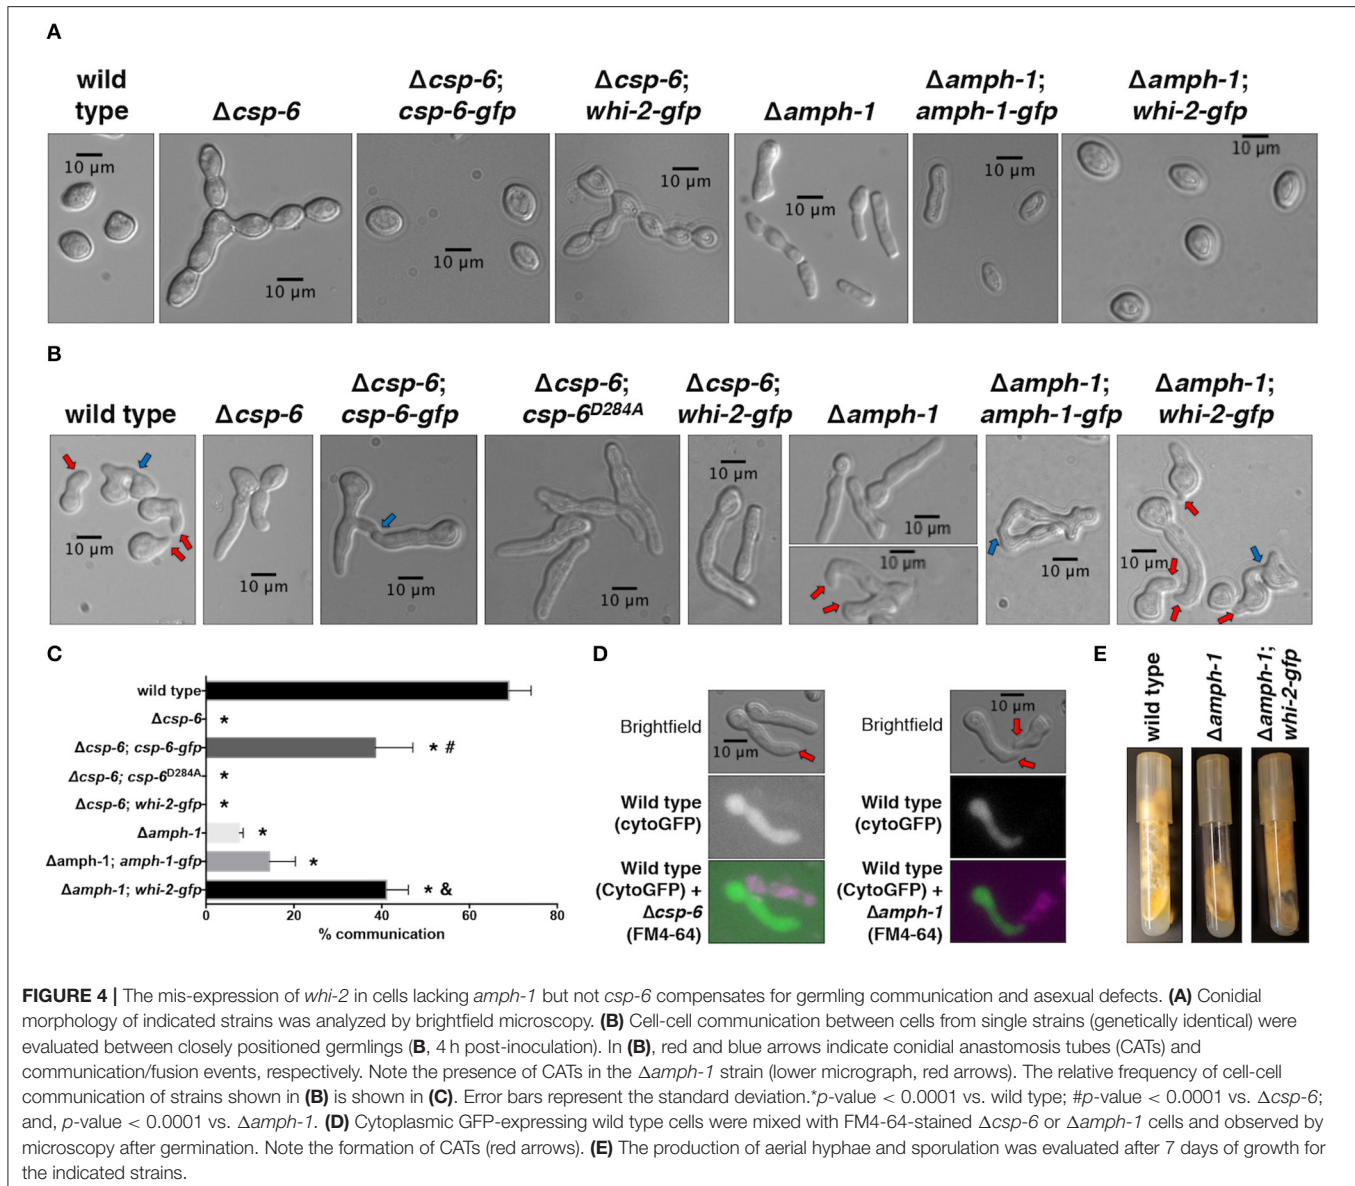 A
wild
type
Δcsp-6
Δcsp-6;
csp-6-gfp
Δcsp-6;
whi-2-gfp
Δamph-1
Δamph-1;
amph-1-gfp
Δamph-1;
whi-2-gfp
10 µm
10 µm
10 µm
10 µm
10 µm
10 µm
10 µm
B
wild type
Δcsp-6
Δcsp-6;
csp-6-gfp
Δcsp-6;
csp-6D284A
Δcsp-6;
whi-2-gfp
Δamph-1
Δamph-1;
amph-1-gfp
Δamph-1;
whi-2-gfp
10 µm
10 µm
10 µm
10 µm
10 µm
10 µm
10 µm
10 µm
10 µm
C
wild type
Δcsp-6
*
Δcsp-6; csp-6-gfp
* #
Δcsp-6; csp-6D284A
*
Δcsp-6; whi-2-gfp
*
Δamph-1
*
Δamph-1; amph-1-gfp
*
Δamph-1; whi-2-gfp
* &
0 20 40 60 80
% communication
D
Brightfield
10 µm
Wild type
(cytoGFP)
Wild type
(CytoGFP) +
Δcsp-6
(FM4-64)
Brightfield
10 µm
Wild type
(cytoGFP)
Wild type
(CytoGFP) +
Δamph-1
(FM4-64)
E
wild type
Δamph-1
Δamph-1;
whi-2-gfp
FIGURE 4 | The mis-expression of whi-2 in cells lacking amph-1 but not csp-6 compensates for germling communication and asexual defects. (A) Conidial
morphology of indicated strains was analyzed by brightfield microscopy. (B) Cell-cell communication between cells from single strains (genetically identical) were
evaluated between closely positioned germlings (B, 4 h post-inoculation). In (B), red and blue arrows indicate conidial anastomosis tubes (CATs) and
communication/fusion events, respectively. Note the presence of CATs in the Δamph-1 strain (lower micrograph, red arrows). The relative frequency of cell-cell
communication of strains shown in (B) is shown in (C). Error bars represent the standard deviation.*p-value < 0.0001 vs. wild type; #p-value < 0.0001 vs. Δcsp-6;
and, p-value < 0.0001 vs. Δamph-1. (D) Cytoplasmic GFP-expressing wild type cells were mixed with FM4-64-stained Δcsp-6 or Δamph-1 cells and observed by
microscopy after germination. Note the formation of CATs (red arrows). (E) The production of aerial hyphae and sporulation was evaluated after 7 days of growth for
the indicated strains.